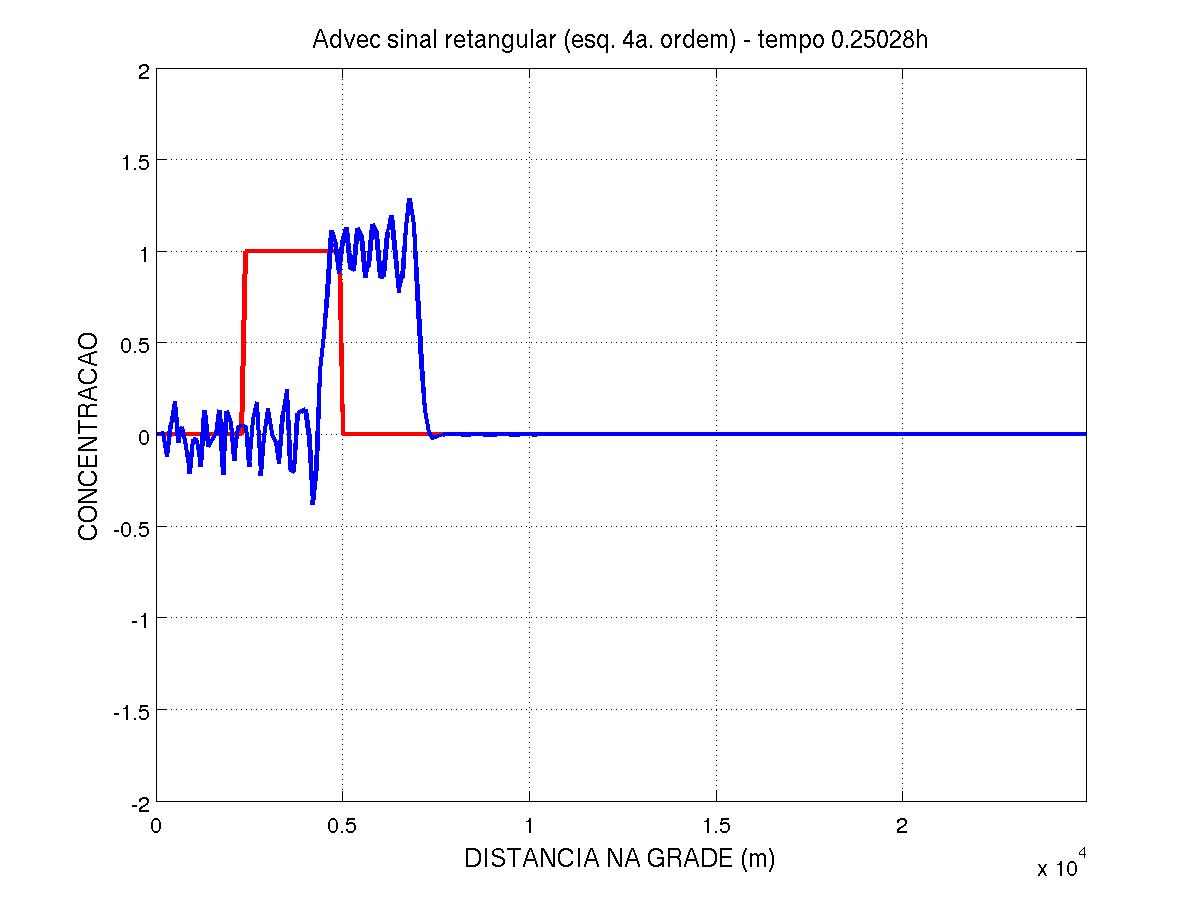 Advec sinal retangular (esq. 4a. ordem) - tempo 0.25028h
2
1.5
1
0.5
0
-0.5
-1
-1.5
-2
CONCENTRACAO
0 0.5 1 1.5 2
DISTANCIA NA GRADE (m)
x 10^4